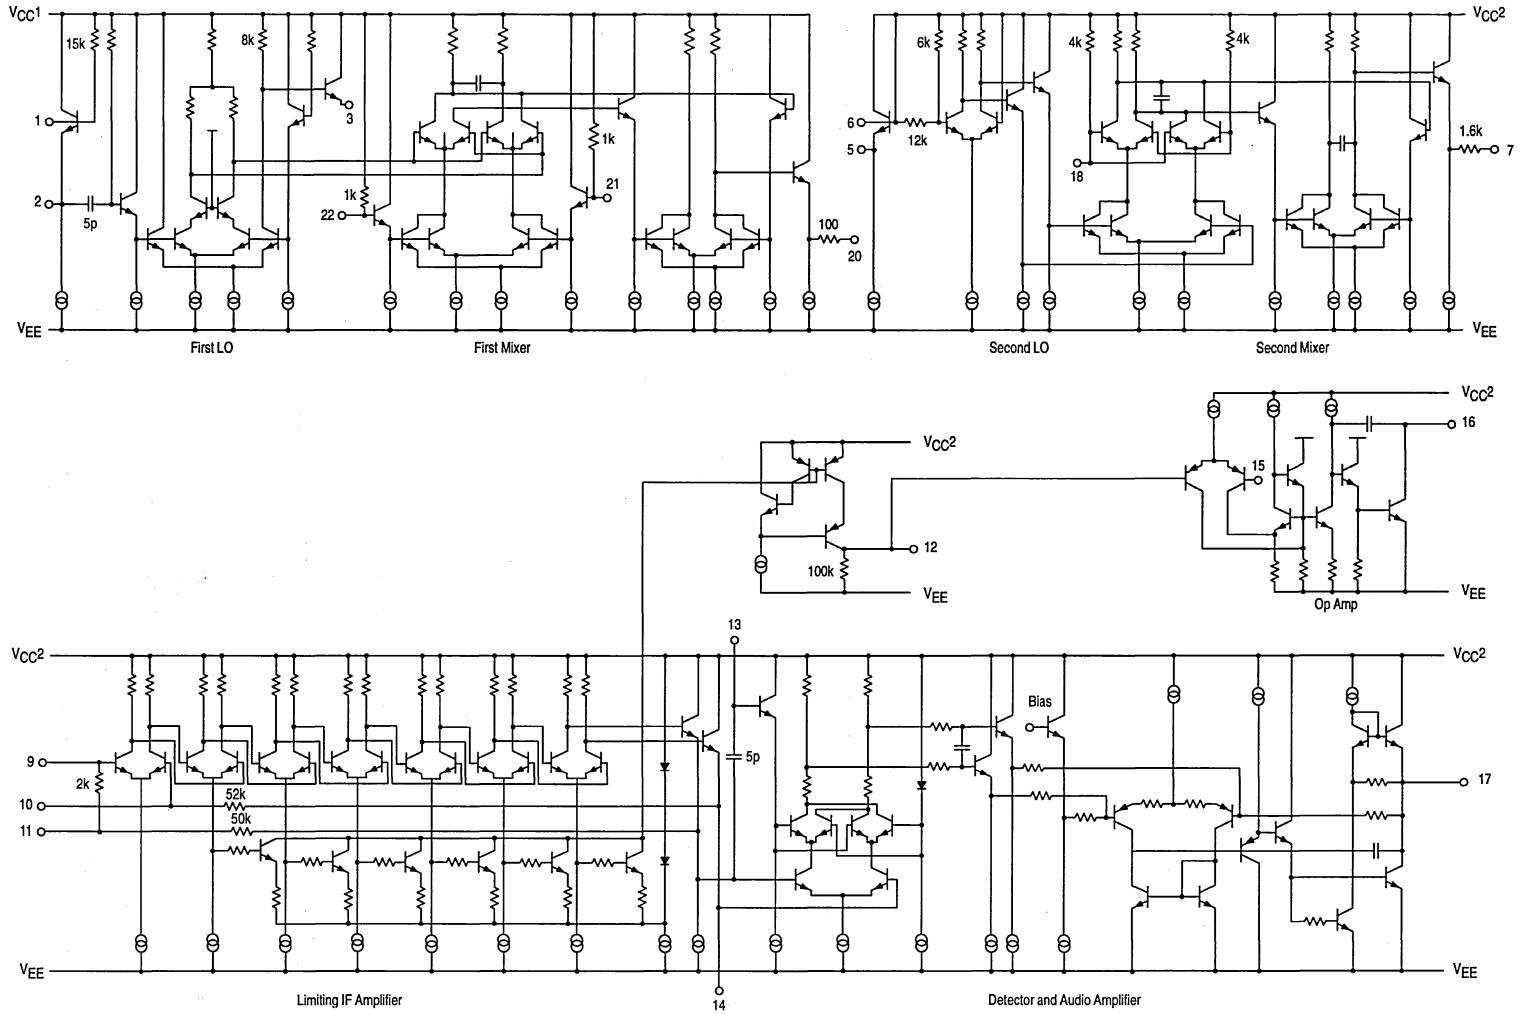 VCC1
15k
8k
1
3
2
5p
1k
22
1k
21
100
20
VEE
First LO
First Mixer
VCC2
6k
4k
4k
6
12k
5
18
1.6k
7
VEE
Second LO
Second Mixer
VCC2
16
15
VEE
Op Amp
VCC2
12
100k
VEE
13
VCC2
VCC2
Bias
5p
9
2k
10
52k
11
50k
17
VEE
VEE
14
Limiting IF Amplifier
Detector and Audio Amplifier